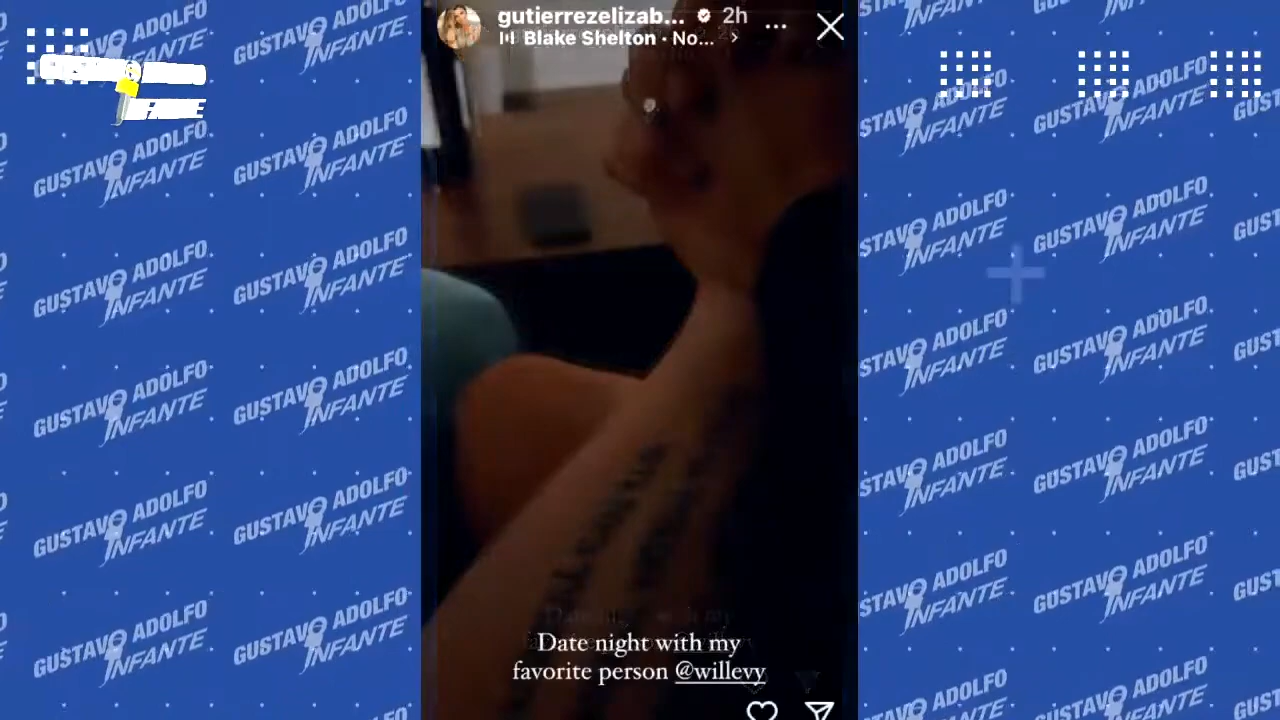 gutierrezelizab... 2h
Blake Shelton · No... >
Date night with my
favorite person @willevy
GUSTAVO ADOLFO
INFANTE